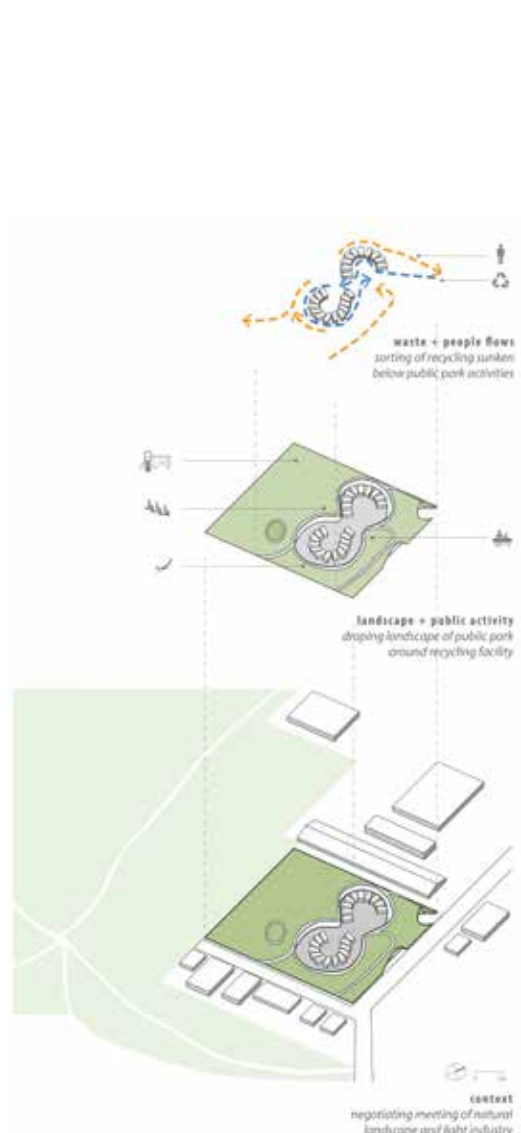 waste + people flows
sorting of recycling sunken
below public park activities
landscape + public activity
draping landscape of public park
around recycling facility
context
negotiating meeting of natural
landscape and light industry